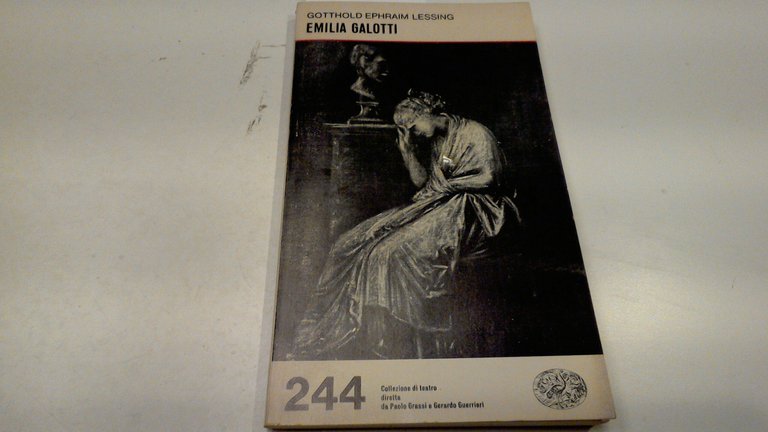 GOTTHOLD EPHRAIM LESSING
EMILIA GALOTTI
244
Collezione di teatro
diretta
da Paolo Grassi e Gerardo Guerrieri